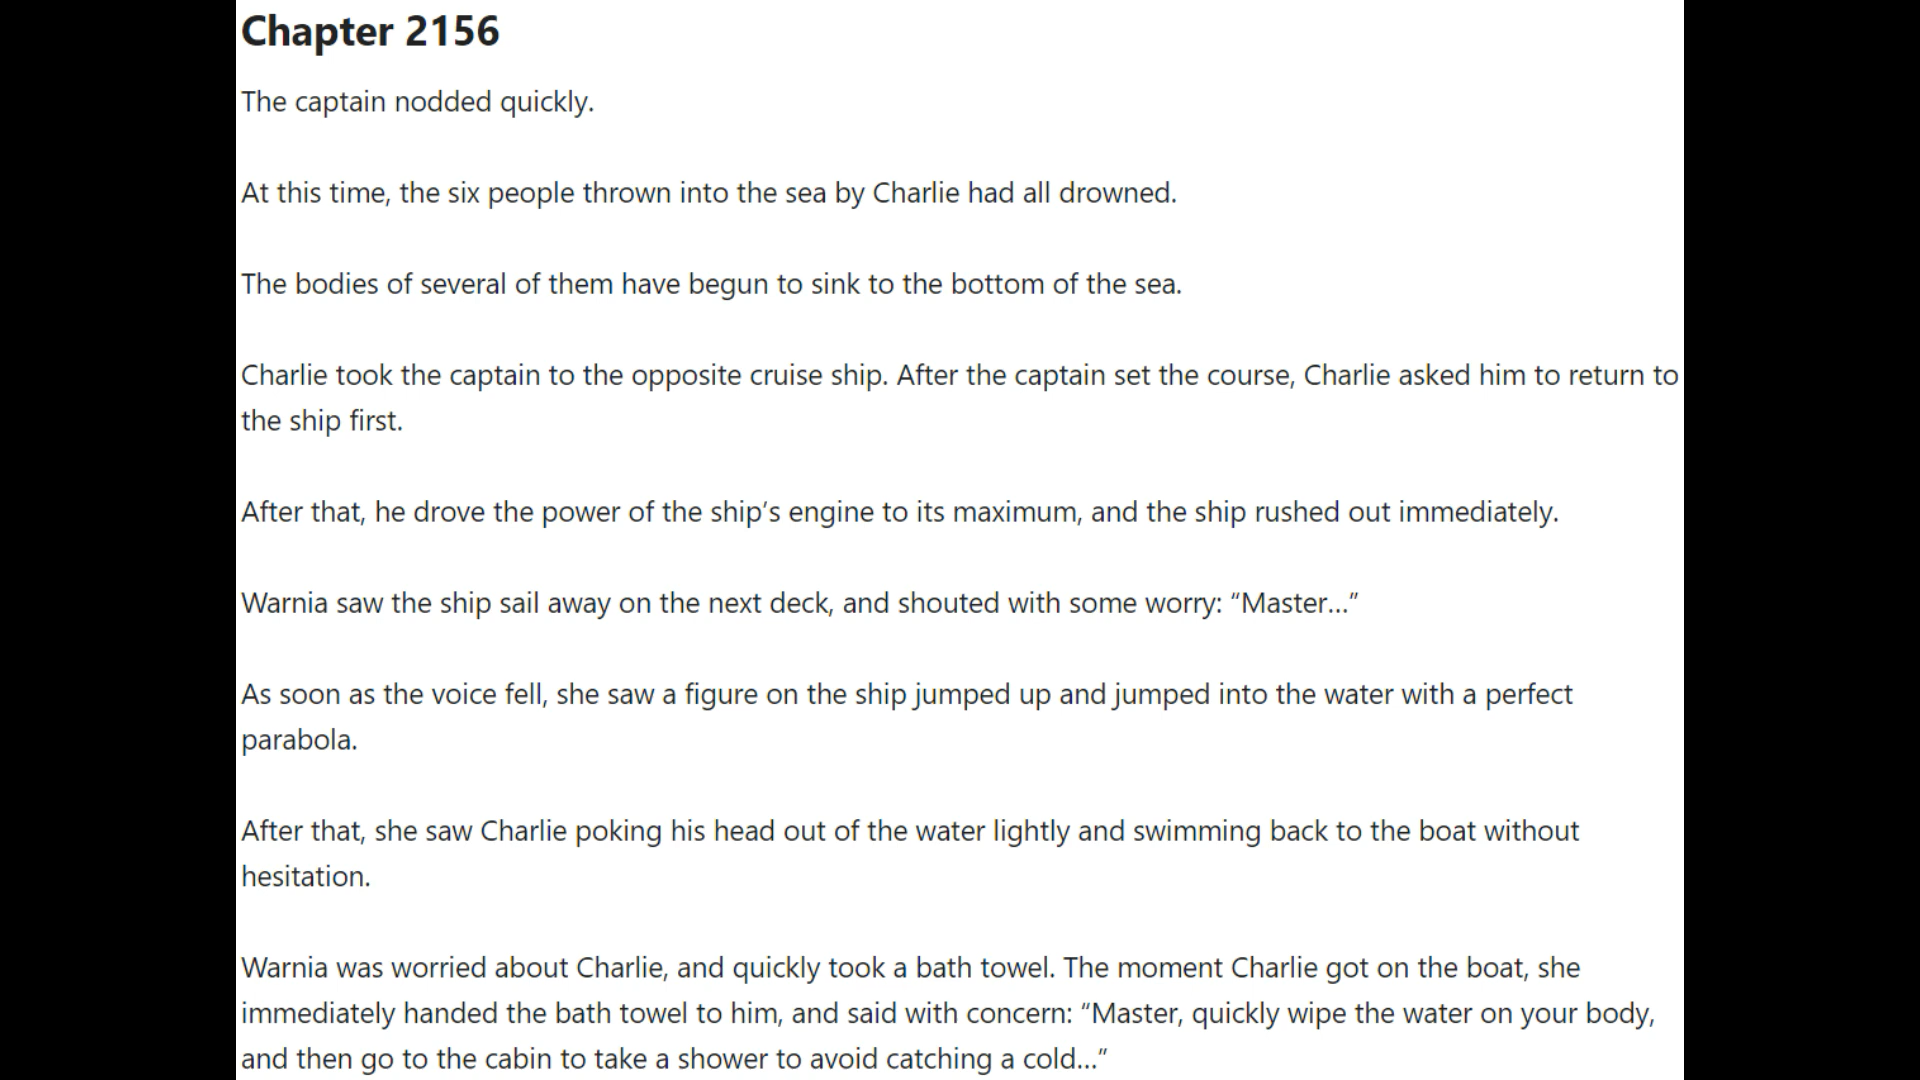 Chapter 2156
The captain nodded quickly.
At this time, the six people thrown into the sea by Charlie had all drowned.
The bodies of several of them have begun to sink to the bottom of the sea.
Charlie took the captain to the opposite cruise ship. After the captain set the course, Charlie asked him to return to
the ship first.
After that, he drove the power of the ship’s engine to its maximum, and the ship rushed out immediately.
Warnia saw the ship sail away on the next deck, and shouted with some worry: “Master…”
As soon as the voice fell, she saw a figure on the ship jumped up and jumped into the water with a perfect
parabola.
After that, she saw Charlie poking his head out of the water lightly and swimming back to the boat without
hesitation.
Warnia was worried about Charlie, and quickly took a bath towel. The moment Charlie got on the boat, she
immediately handed the bath towel to him, and said with concern: “Master, quickly wipe the water on your body,
and then go to the cabin to take a shower to avoid catching a cold…”